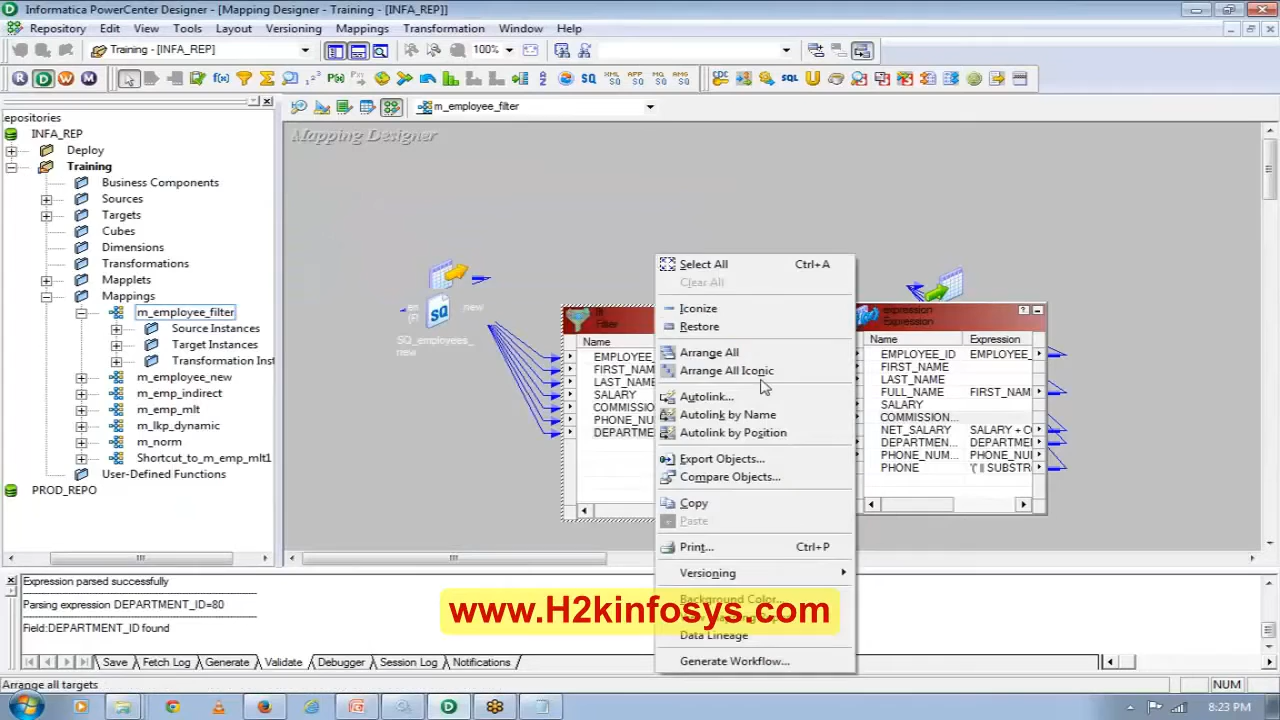 Informatica PowerCenter Designer - [Mapping Designer - Training - [INFA_REP]]
Repository Edit View Tools Layout Versioning Mappings Transformation Window Help
Training - [INFA_REP] 100%
R D W M
m_employee_filter
epositories
INFA_REP
Deploy
Training
Business Components
Sources
Targets
Cubes
Dimensions
Transformations
Mapplets
Mappings
m_employee_filter
Source Instances
Target Instances
Transformation Inst
m_employee_new
m_emp_indirect
m_emp_mlt
m_lkp_dynamic
m_norm
Shortcut_to_m_emp_mlt1
User-Defined Functions
PROD_REPO
Mapping Designer
new
SQ
SQ_employees_
new
Filter
Name
EMPLOYEE_
FIRST_NAM
LAST_NAME
SALARY
COMMISSIO
PHONE_NU
DEPARTME
Select All Ctrl+A
Clear All
Iconize
Restore
Arrange All
Arrange All Iconic
Autolink...
Autolink by Name
Autolink by Position
Export Objects...
Compare Objects...
Copy
Paste
Print... Ctrl+P
Versioning
Background Color...
Data Lineage
Generate Workflow...
expression
Expression
Name Expression
EMPLOYEE_ID EMPLOYEE_
FIRST_NAME
LAST_NAME
FULL_NAME FIRST_NAM
SALARY
COMMISSION...
NET_SALARY SALARY + C
DEPARTMEN... DEPARTME
PHONE_NUM... PHONE_NU
PHONE '(' || SUBSTR
Expression parsed successfully
Parsing expression DEPARTMENT_ID=80
Field:DEPARTMENT_ID found
www.H2kinfosys.com
Save Fetch Log Generate Validate Debugger Session Log Notifications
Arrange all targets
NUM
8:23 PM